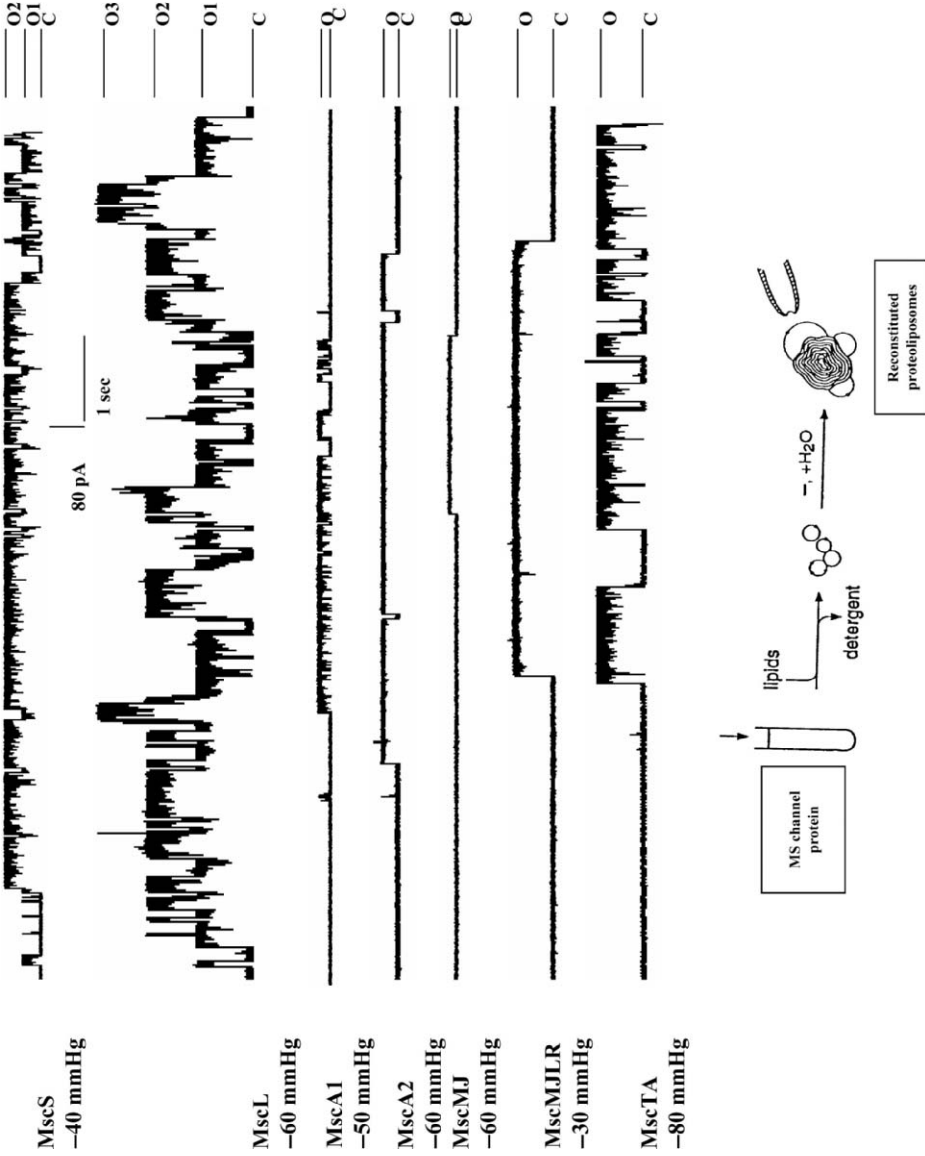 MscS
−40 mmHg
O2
O1
C
80 pA
1 sec
MscL
−60 mmHg
O3
O2
O1
C
MscA1
−50 mmHg
O
C
MscA2
−60 mmHg
O
C
MscMJ
−60 mmHg
O
C
MscMJLR
−30 mmHg
O
C
MscTA
−80 mmHg
O
C
MS channel
protein
lipids
detergent
−, +H₂O
Reconstituted
proteoliposomes